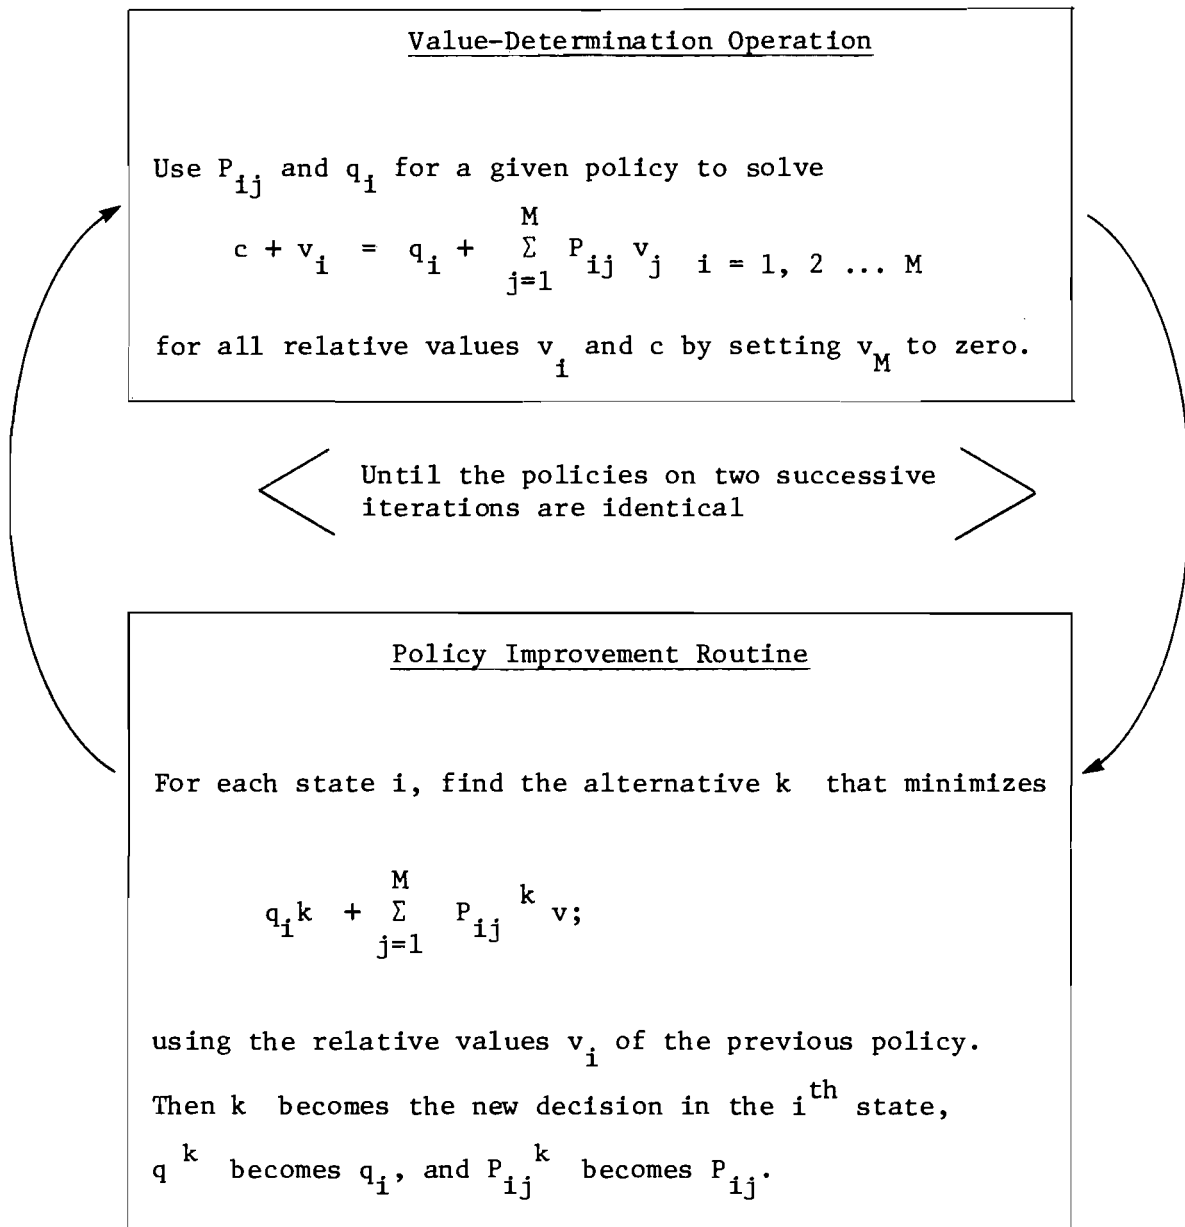 Value-Determination Operation
Use P_ij and q_i for a given policy to solve
c + v_i = q_i + M Σ j=1 P_ij v_j i = 1, 2 ... M
for all relative values v_i and c by setting v_M to zero.
Until the policies on two successive
iterations are identical
Policy Improvement Routine
For each state i, find the alternative k that minimizes
q_i k + M Σ j=1 P_ij^k v;
using the relative values v_i of the previous policy.
Then k becomes the new decision in the i^th state,
q^k becomes q_i, and P_ij^k becomes P_ij.